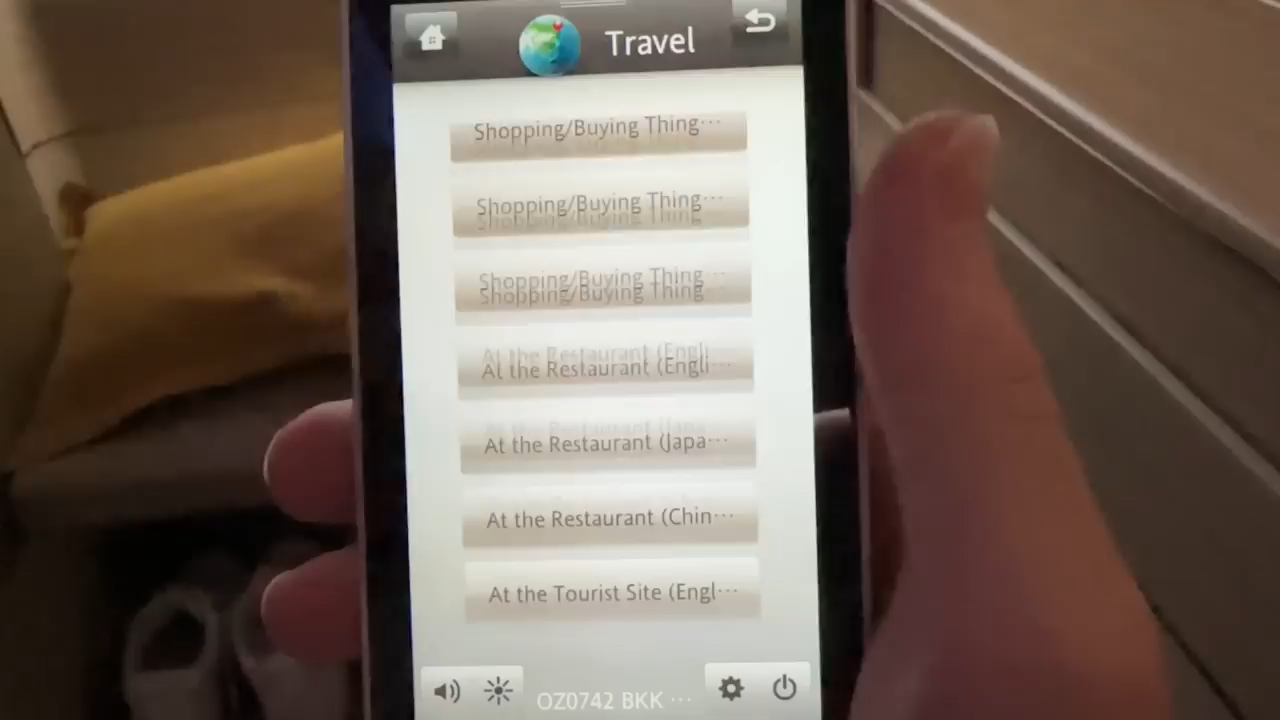 Travel
Shopping/Buying Thing···
Shopping/Buying Thing···
Shopping/Buying Thing···
At the Restaurant (Engli···
At the Restaurant (Japa···
At the Restaurant (Chin···
At the Tourist Site (Engl···
OZ0742 BKK ···